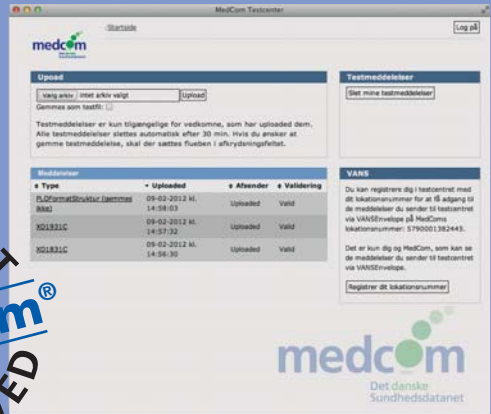 MedCom Testcenter
Startside
Log på
medcom
Upoad
Vælg arkiv intet arkiv valgt Upload
Gemmes som testfil:
Testmeddelelser er kun tilgængelige for vedkomne, som har uploaded dem.
Alle testmeddelelser slettes automatisk efter 30 min. Hvis du ønsker at
gemme testmeddelelse, skal der sættes flueben i afkrydsningsfeltet.
Testmeddelelser
Slet mine testmeddelelser
Meddelelser
Type Uploaded Afsender Validering
PLOFormatStruktur (gemmes
ikke) 09-02-2012 kl.
14:58:03 Uploaded Valid
XD1931C 09-02-2012 kl.
14:57:32 Uploaded Valid
XD1831C 09-02-2012 kl.
14:56:30 Uploaded Valid
VANS
Du kan registrere dig i testcentret med
dit lokationsnummer for at få adgang til
de meddelelser du sender til testcentret
via VANSEnvelope på MedComs
lokationsnummer: 5790001382445.
Det er kun dig og MedCom, som kan se
de meddelelser du sender til testcentret
via VANSEnvelope.
Registrer dit lokationsnummer
m®
VED
medcom
Det danske
Sundhedsdatanet